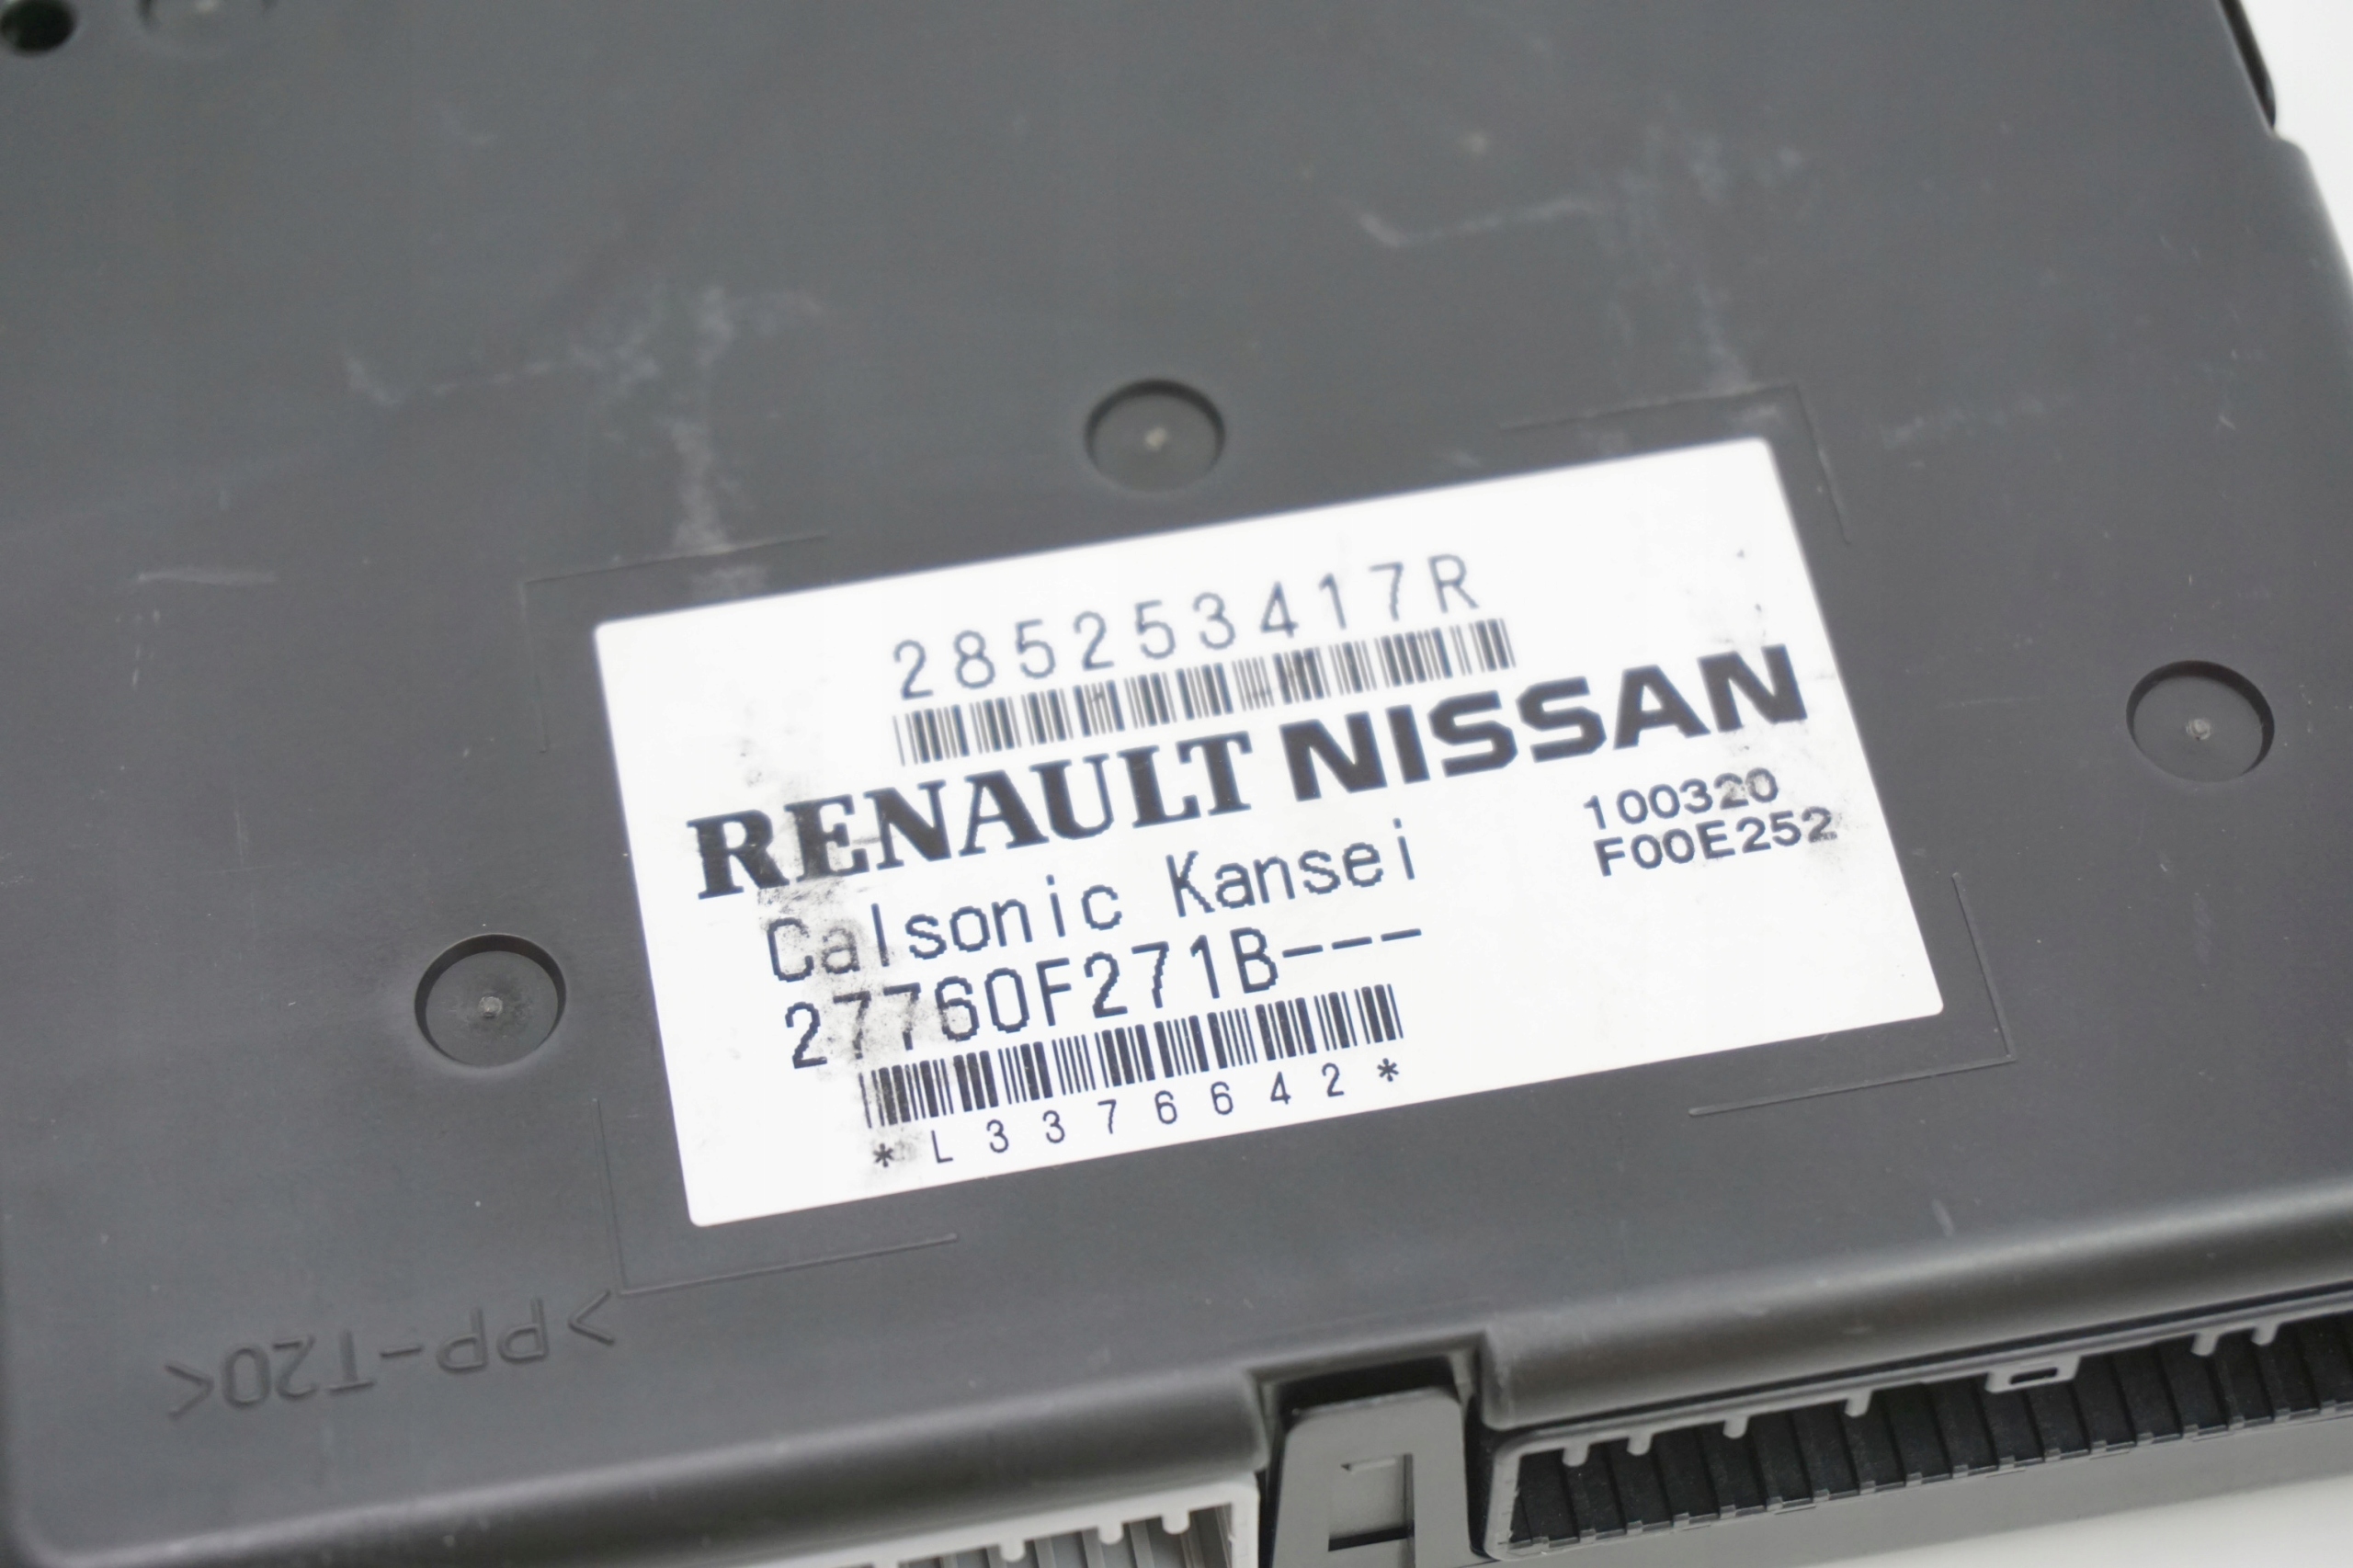 285253417R
RENAULT NISSAN
100320
F00E252
Calsonic Kansei
27760F271B---
*L3376642*
>PP-T20<